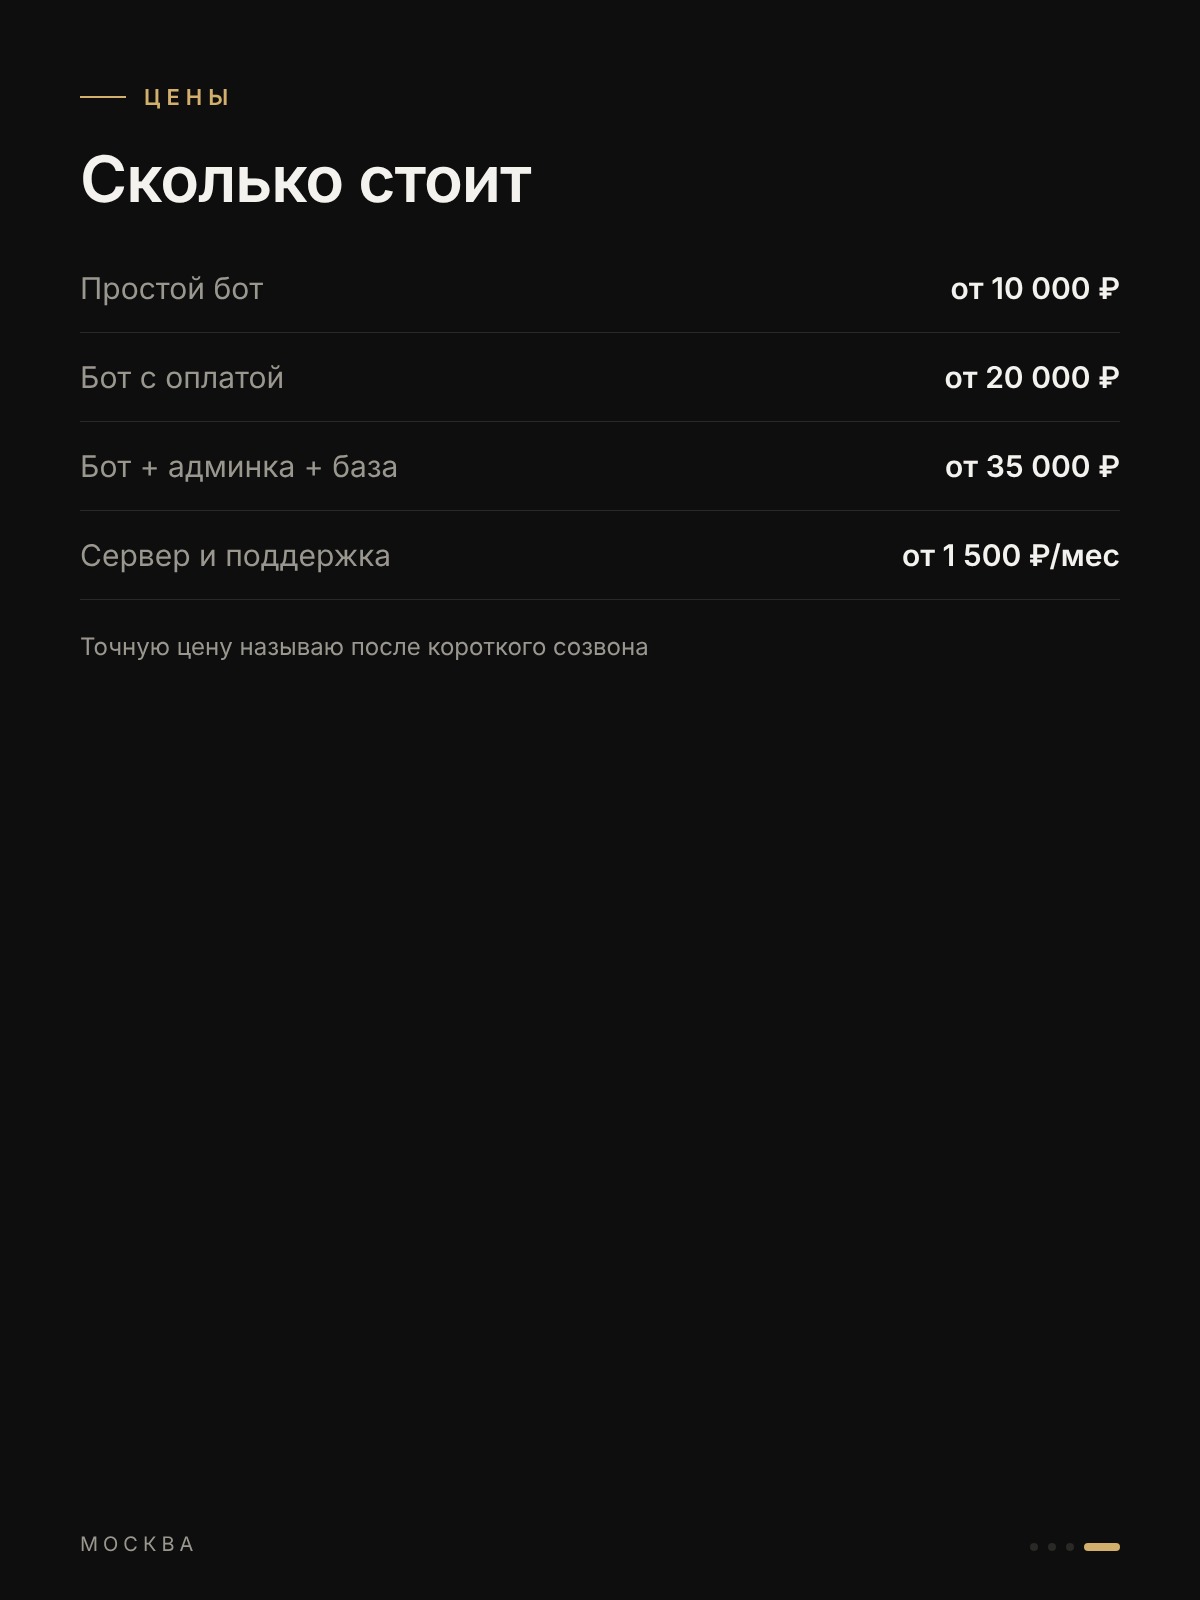 ЦЕНЫ
Сколько стоит
Простой бот от 10 000 ₽
Бот с оплатой от 20 000 ₽
Бот + админка + база от 35 000 ₽
Сервер и поддержка от 1 500 ₽/мес
Точную цену называю после короткого созвона
МОСКВА